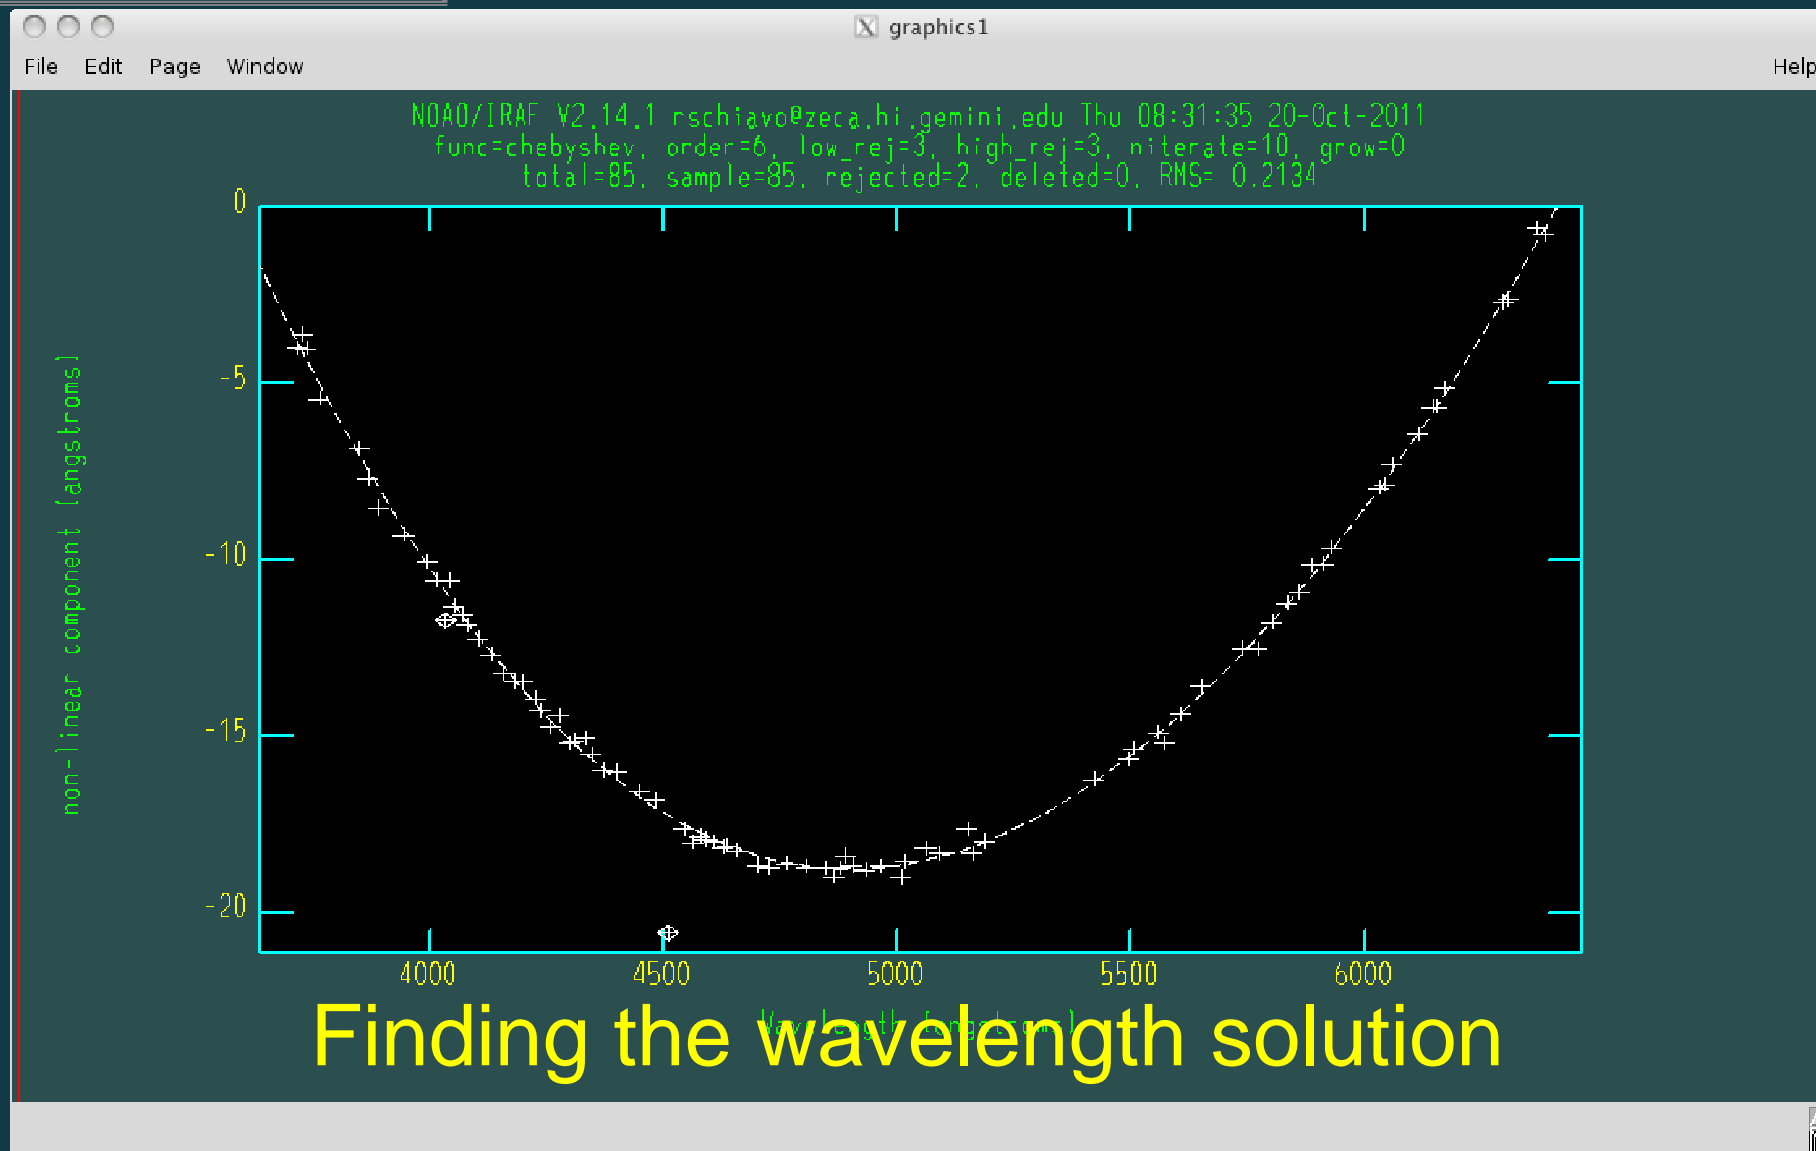 graphics1
File Edit Page Window Help
NOAO/IRAF V2.14.1 rschiavo@zeca.hi.gemini.edu Thu 08:31:35 20-Oct-2011
func=chebyshev, order=6, low_rej=3, high_rej=3, niterate=10, grow=0
total=85, sample=85, rejected=2, deleted=0, RMS= 0.2134
0
-5
-10
-15
-20
non-linear component (angstroms)
4000 4500 5000 5500 6000
Wavelength (angstroms)
Finding the wavelength solution